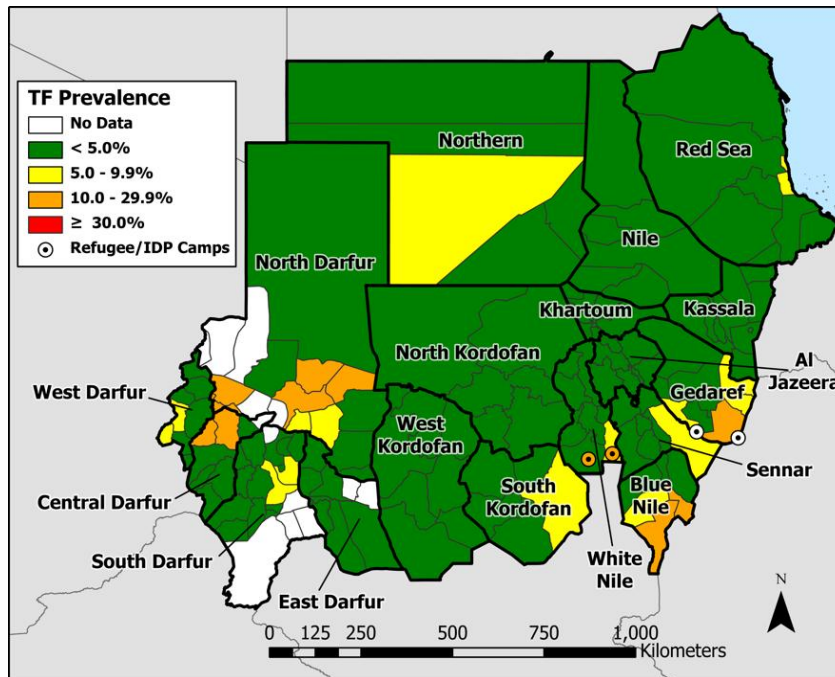 TF Prevalence
No Data
< 5.0%
5.0 - 9.9%
10.0 - 29.9%
≥ 30.0%
Refugee/IDP Camps
Northern
Red Sea
Nile
North Darfur
Khartoum
Kassala
North Kordofan
Al
Jazeera
West Darfur
Gedaref
West
Kordofan
Sennar
Central Darfur
South
Kordofan
Blue
Nile
South Darfur
White
Nile
East Darfur
N
0 125 250 500 750 1,000
Kilometers